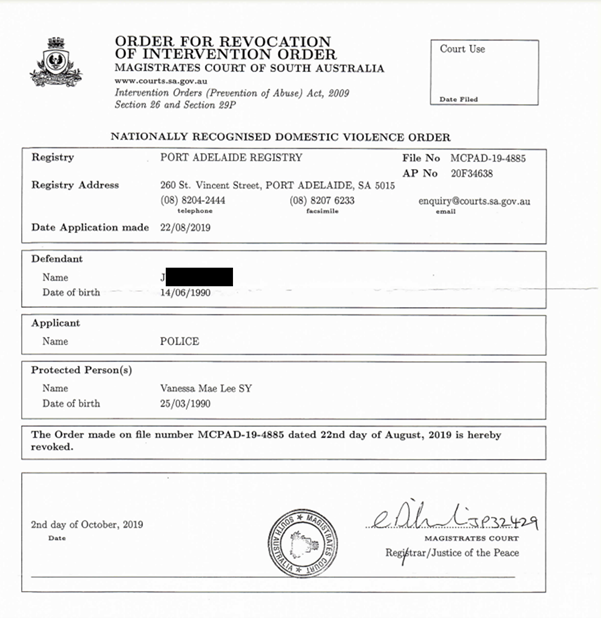 ORDER FOR REVOCATION
OF INTERVENTION ORDER
MAGISTRATES COURT OF SOUTH AUSTRALIA
www.courts.sa.gov.au
Intervention Orders (Prevention of Abuse) Act, 2009
Section 26 and Section 29P
Court Use
Date Filed
NATIONALLY RECOGNISED DOMESTIC VIOLENCE ORDER
Registry PORT ADELAIDE REGISTRY File No MCPAD-19-4885
AP No 20F34638
Registry Address 260 St. Vincent Street, PORT ADELAIDE, SA 5015
(08) 8204-2444 (08) 8207 6233 enquiry@courts.sa.gov.au
telephone facsimile email
Date Application made 22/08/2019
Defendant
Name J
Date of birth 14/06/1990
Applicant
Name POLICE
Protected Person(s)
Name Vanessa Mae Lee SY
Date of birth 25/03/1990
The Order made on file number MCPAD-19-4885 dated 22nd day of August, 2019 is hereby
revoked.
2nd day of October, 2019
Date
MAGISTRATES COURT
SOUTH AUSTRALIA
JP32429
MAGISTRATES COURT
Registrar/Justice of the Peace